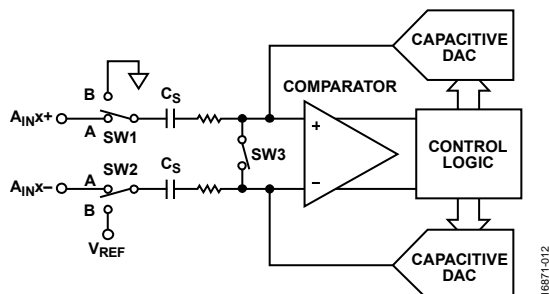 CAPACITIVE
DAC
COMPARATOR
B
CS
AINx+
A
SW1
+
SW3
CONTROL
LOGIC
SW2
CS
AINx–
A
–
B
VREF
CAPACITIVE
DAC
16871-012